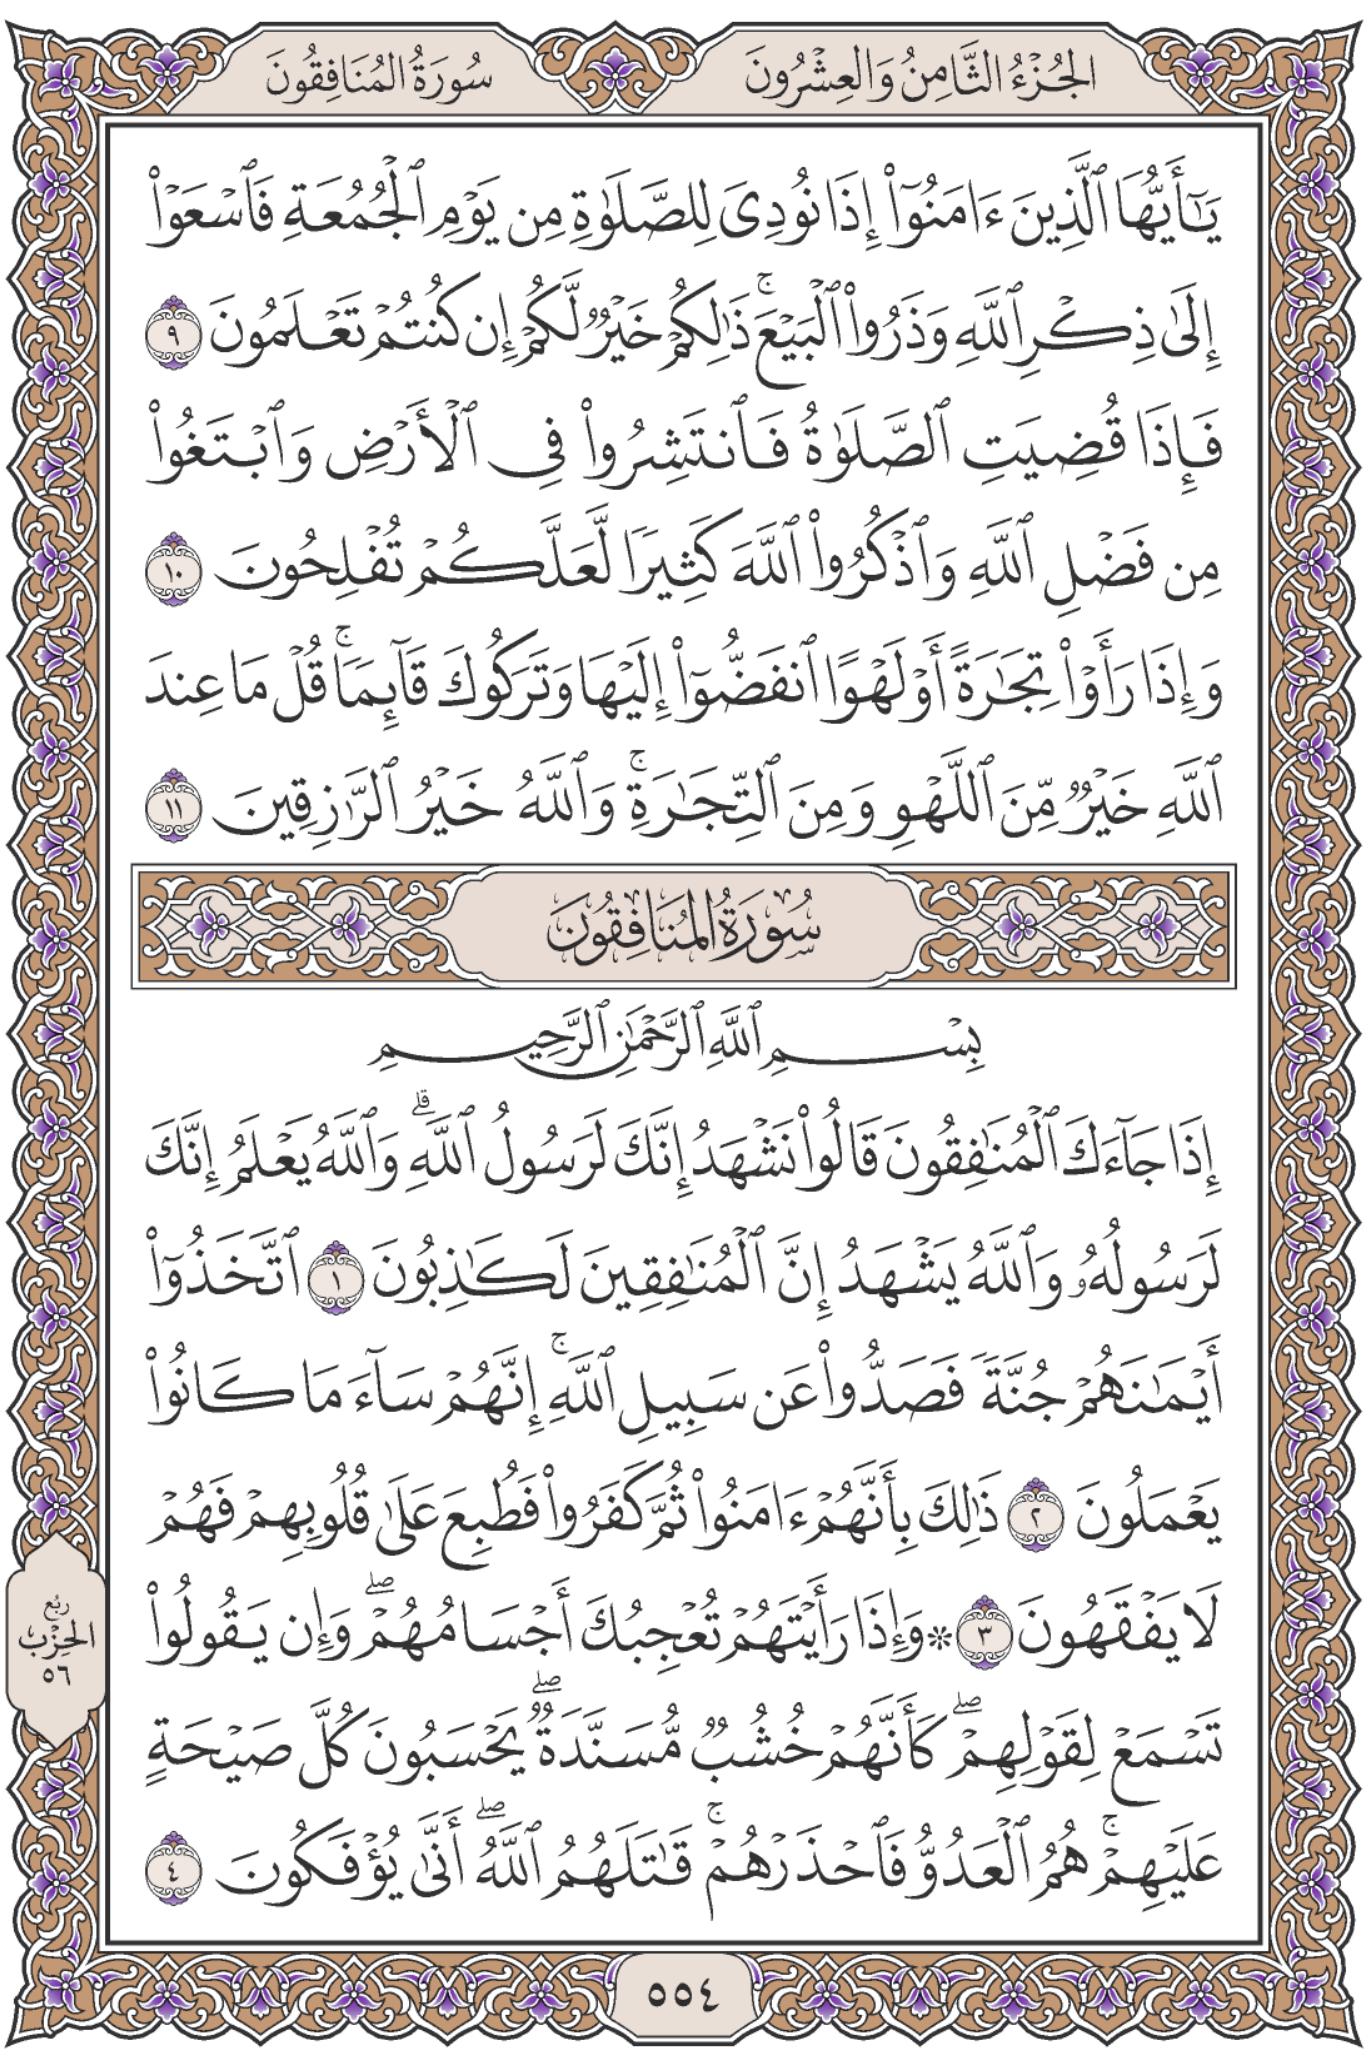 الجُزْءُ الثَّامِنُ وَالعِشْرُونَ
سُورَةُ المُنَافِقُونَ
يَٰٓأَيُّهَا ٱلَّذِينَ ءَامَنُوٓا۟ إِذَا نُودِىَ لِلصَّلَوٰةِ مِن يَوْمِ ٱلْجُمُعَةِ فَٱسْعَوْا۟
إِلَىٰ ذِكْرِ ٱللَّهِ وَذَرُوا۟ ٱلْبَيْعَ ۚ ذَٰلِكُمْ خَيْرٌ لَّكُمْ إِن كُنتُمْ تَعْلَمُونَ ٩
فَإِذَا قُضِيَتِ ٱلصَّلَوٰةُ فَٱنتَشِرُوا۟ فِى ٱلْأَرْضِ وَٱبْتَغُوا۟
مِن فَضْلِ ٱللَّهِ وَٱذْكُرُوا۟ ٱللَّهَ كَثِيرًا لَّعَلَّكُمْ تُفْلِحُونَ ١٠
وَإِذَا رَأَوْا۟ تِجَٰرَةً أَوْ لَهْوًا ٱنفَضُّوٓا۟ إِلَيْهَا وَتَرَكُوكَ قَآئِمًا ۚ قُلْ مَا عِندَ
ٱللَّهِ خَيْرٌ مِّنَ ٱللَّهْوِ وَمِنَ ٱلتِّجَٰرَةِ ۚ وَٱللَّهُ خَيْرُ ٱلرَّٰزِقِينَ ١١
سُورَةُ المُنَافِقُونَ
بِسْمِ ٱللَّهِ ٱلرَّحْمَٰنِ ٱلرَّحِيمِ
إِذَا جَآءَكَ ٱلْمُنَٰفِقُونَ قَالُوا۟ نَشْهَدُ إِنَّكَ لَرَسُولُ ٱللَّهِ ۗ وَٱللَّهُ يَعْلَمُ إِنَّكَ
لَرَسُولُهُۥ وَٱللَّهُ يَشْهَدُ إِنَّ ٱلْمُنَٰفِقِينَ لَكَٰذِبُونَ ١ ٱتَّخَذُوٓا۟
أَيْمَٰنَهُمْ جُنَّةً فَصَدُّوا۟ عَن سَبِيلِ ٱللَّهِ ۚ إِنَّهُمْ سَآءَ مَا كَانُوا۟
يَعْمَلُونَ ٢ ذَٰلِكَ بِأَنَّهُمْ ءَامَنُوا۟ ثُمَّ كَفَرُوا۟ فَطُبِعَ عَلَىٰ قُلُوبِهِمْ فَهُمْ
لَا يَفْقَهُونَ ٣ ۞ وَإِذَا رَأَيْتَهُمْ تُعْجِبُكَ أَجْسَامُهُمْ ۖ وَإِن يَقُولُوا۟
تَسْمَعْ لِقَوْلِهِمْ ۖ كَأَنَّهُمْ خُشُبٌ مُّسَنَّدَةٌ ۖ يَحْسَبُونَ كُلَّ صَيْحَةٍ
عَلَيْهِمْ ۚ هُمُ ٱلْعَدُوُّ فَٱحْذَرْهُمْ ۚ قَٰتَلَهُمُ ٱللَّهُ ۖ أَنَّىٰ يُؤْفَكُونَ ٤
رُبع
الحِزْب
٥٦
٥٥٤